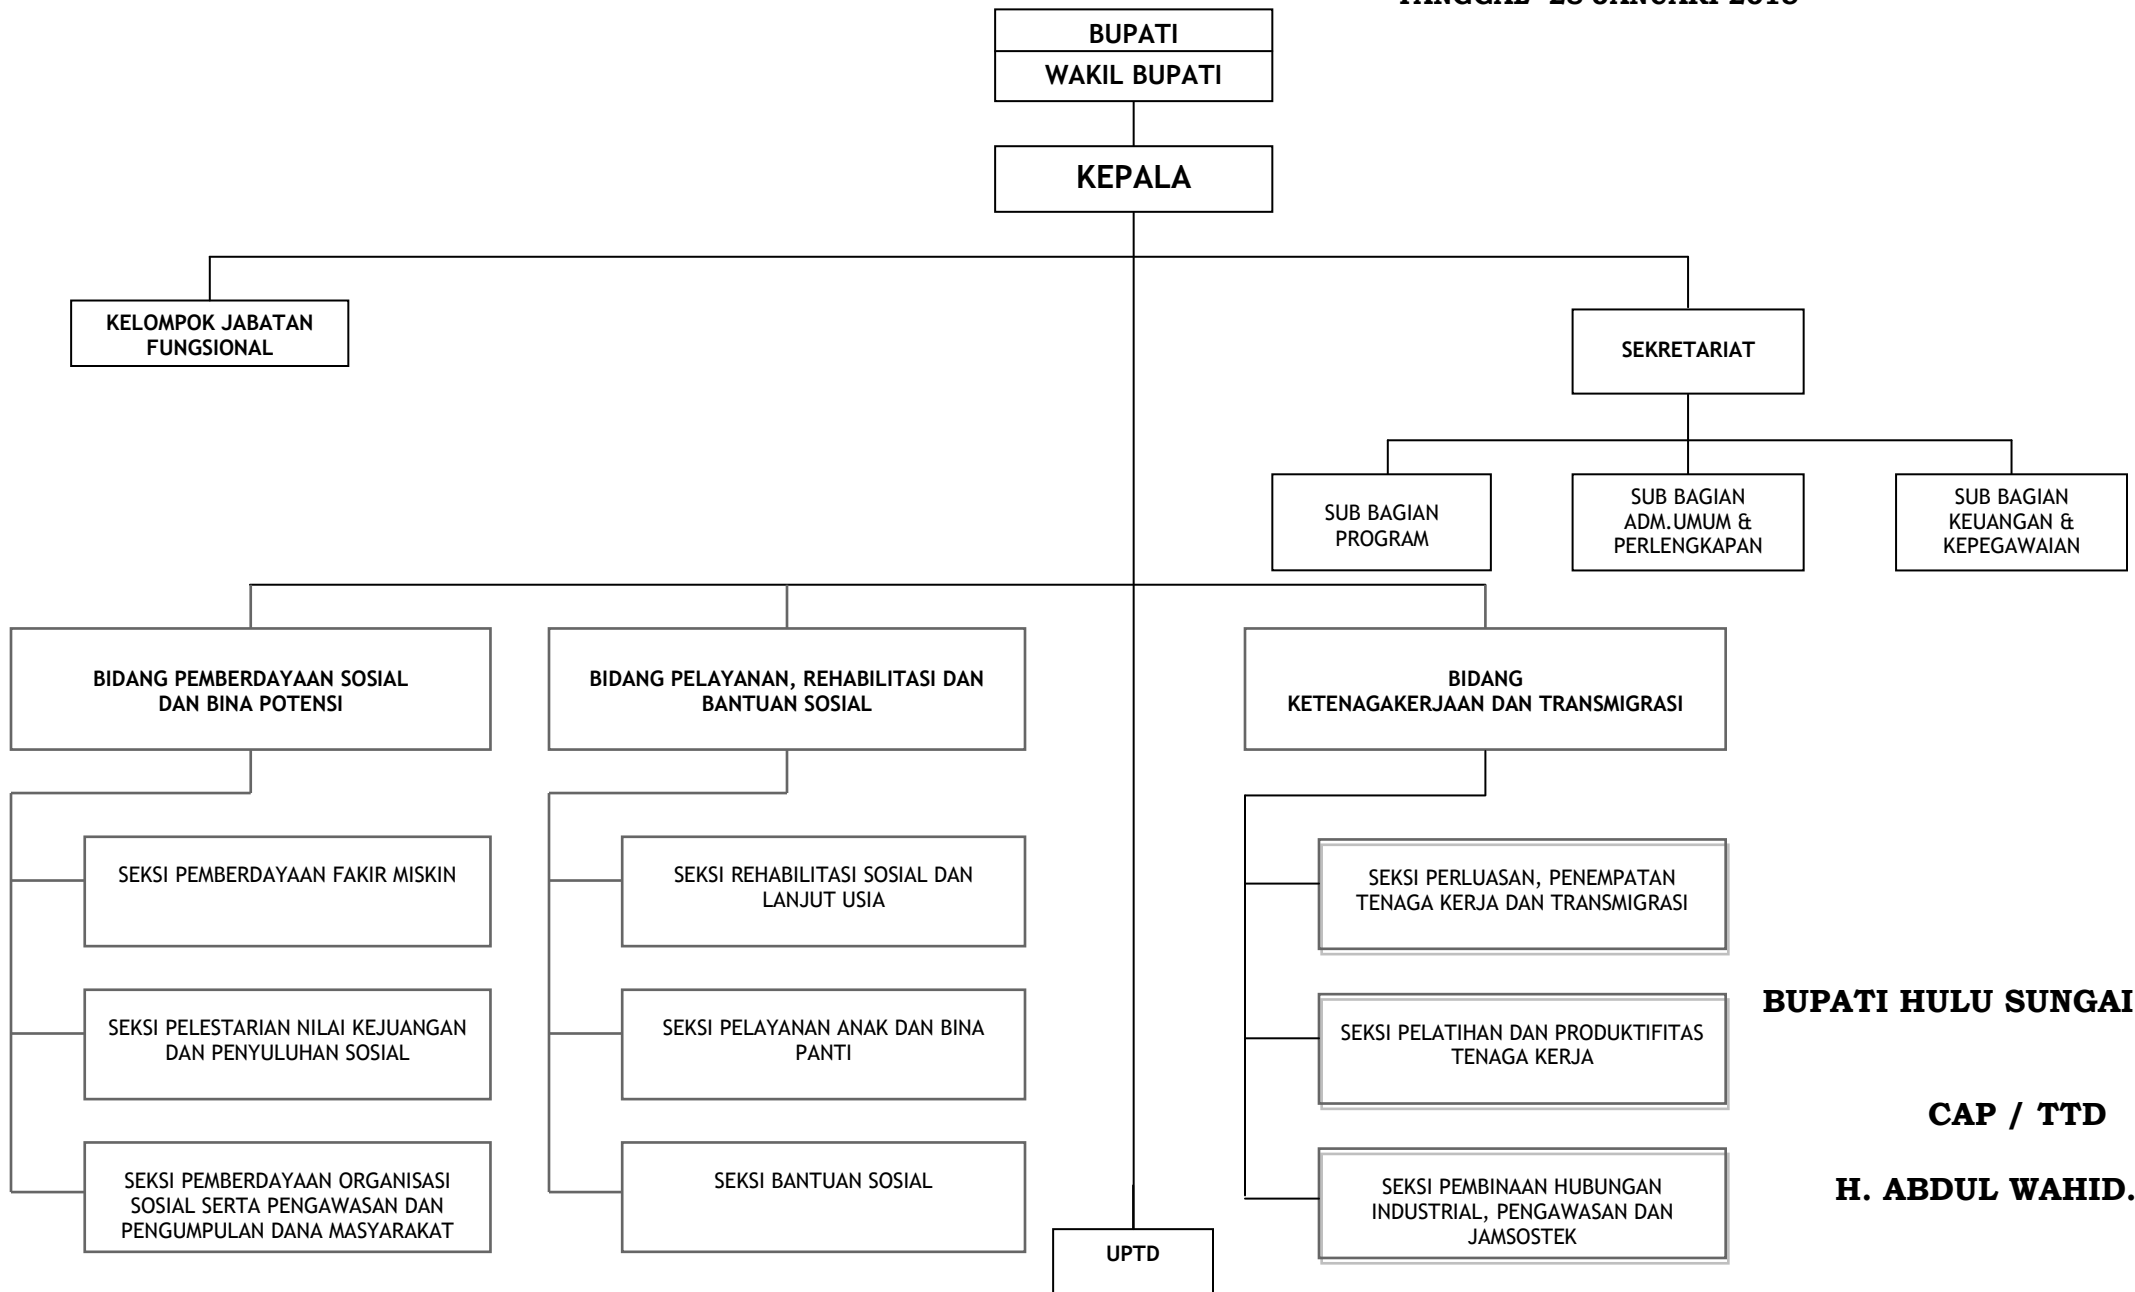 BUPATI
WAKIL BUPATI
KEPALA
KELOMPOK JABATAN
FUNGSIONAL
SEKRETARIAT
SUB BAGIAN
PROGRAM
SUB BAGIAN
ADM.UMUM &
PERLENGKAPAN
SUB BAGIAN
KEUANGAN &
KEPEGAWAIAN
BIDANG PEMBERDAYAAN SOSIAL
DAN BINA POTENSI
BIDANG PELAYANAN, REHABILITASI DAN
BANTUAN SOSIAL
BIDANG
KETENAGAKERJAAN DAN TRANSMIGRASI
SEKSI PEMBERDAYAAN FAKIR MISKIN
SEKSI PELESTARIAN NILAI KEJUANGAN
DAN PENYULUHAN SOSIAL
SEKSI PEMBERDAYAAN ORGANISASI
SOSIAL SERTA PENGAWASAN DAN
PENGUMPULAN DANA MASYARAKAT
SEKSI REHABILITASI SOSIAL DAN
LANJUT USIA
SEKSI PELAYANAN ANAK DAN BINA
PANTI
SEKSI BANTUAN SOSIAL
SEKSI PERLUASAN, PENEMPATAN
TENAGA KERJA DAN TRANSMIGRASI
SEKSI PELATIHAN DAN PRODUKTIFITAS
TENAGA KERJA
SEKSI PEMBINAAN HUBUNGAN
INDUSTRIAL, PENGAWASAN DAN
JAMSOSTEK
UPTD
BUPATI HULU SUNGAI
CAP / TTD
H. ABDUL WAHID.